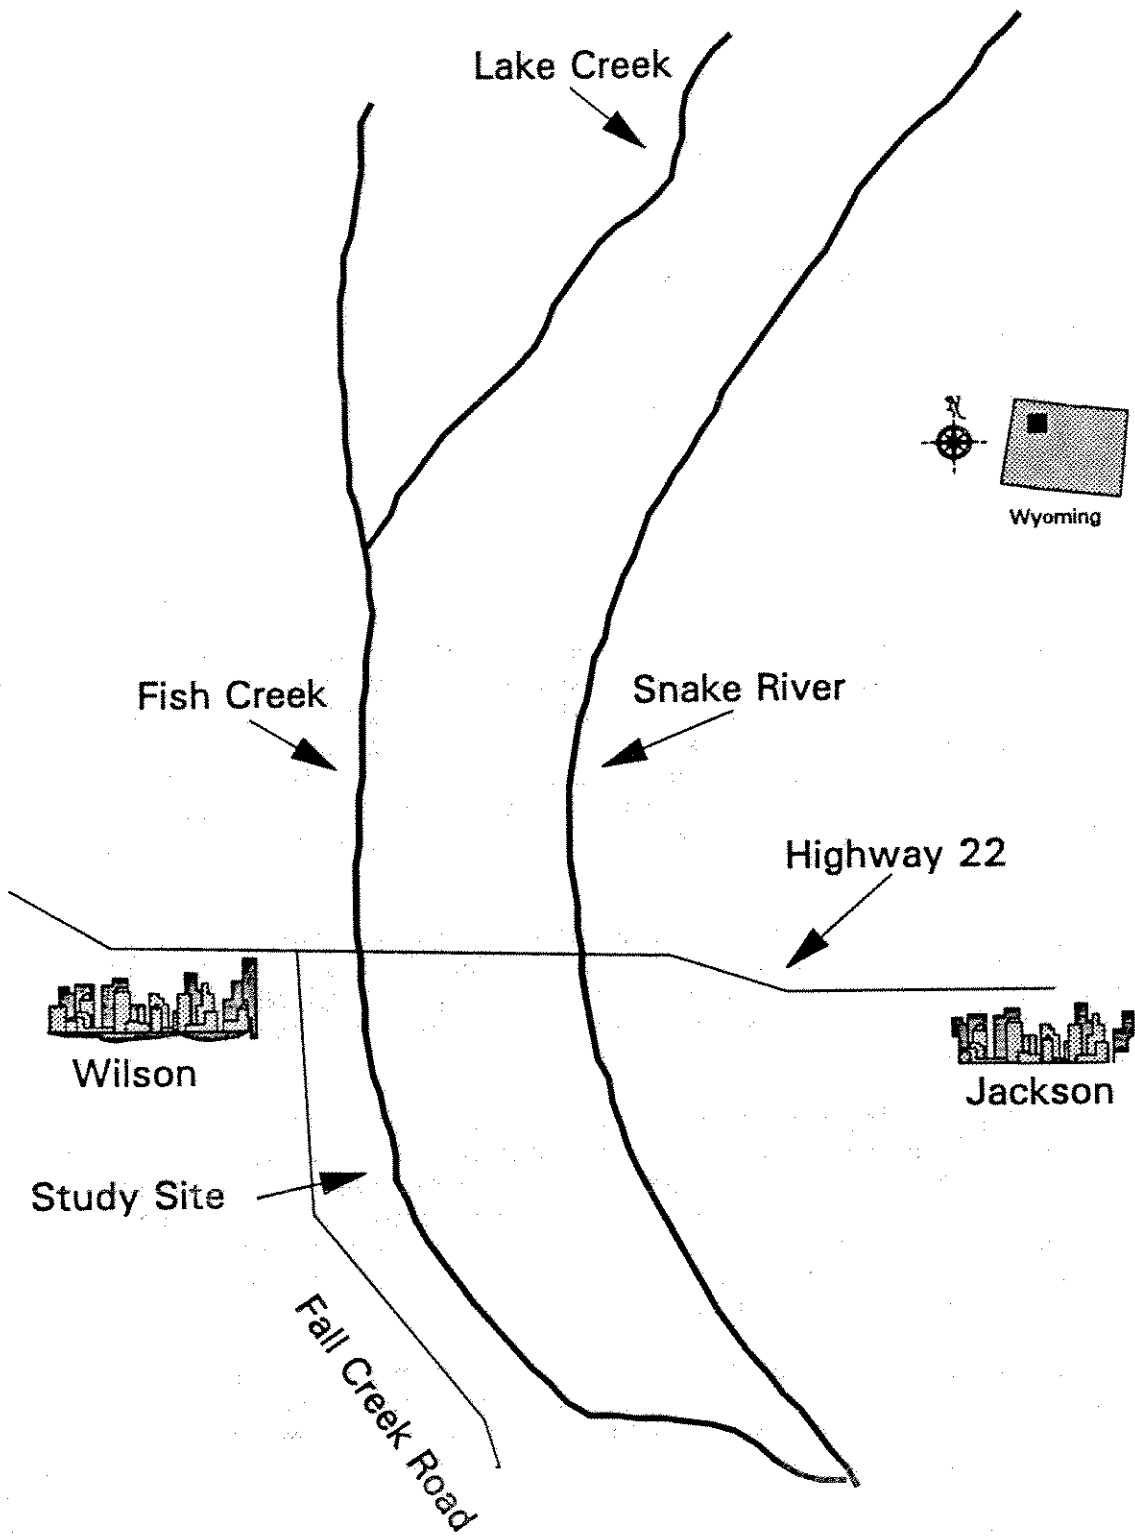 Lake Creek
N
Wyoming
Fish Creek
Snake River
Highway 22
Wilson
Jackson
Study Site
Fall Creek Road